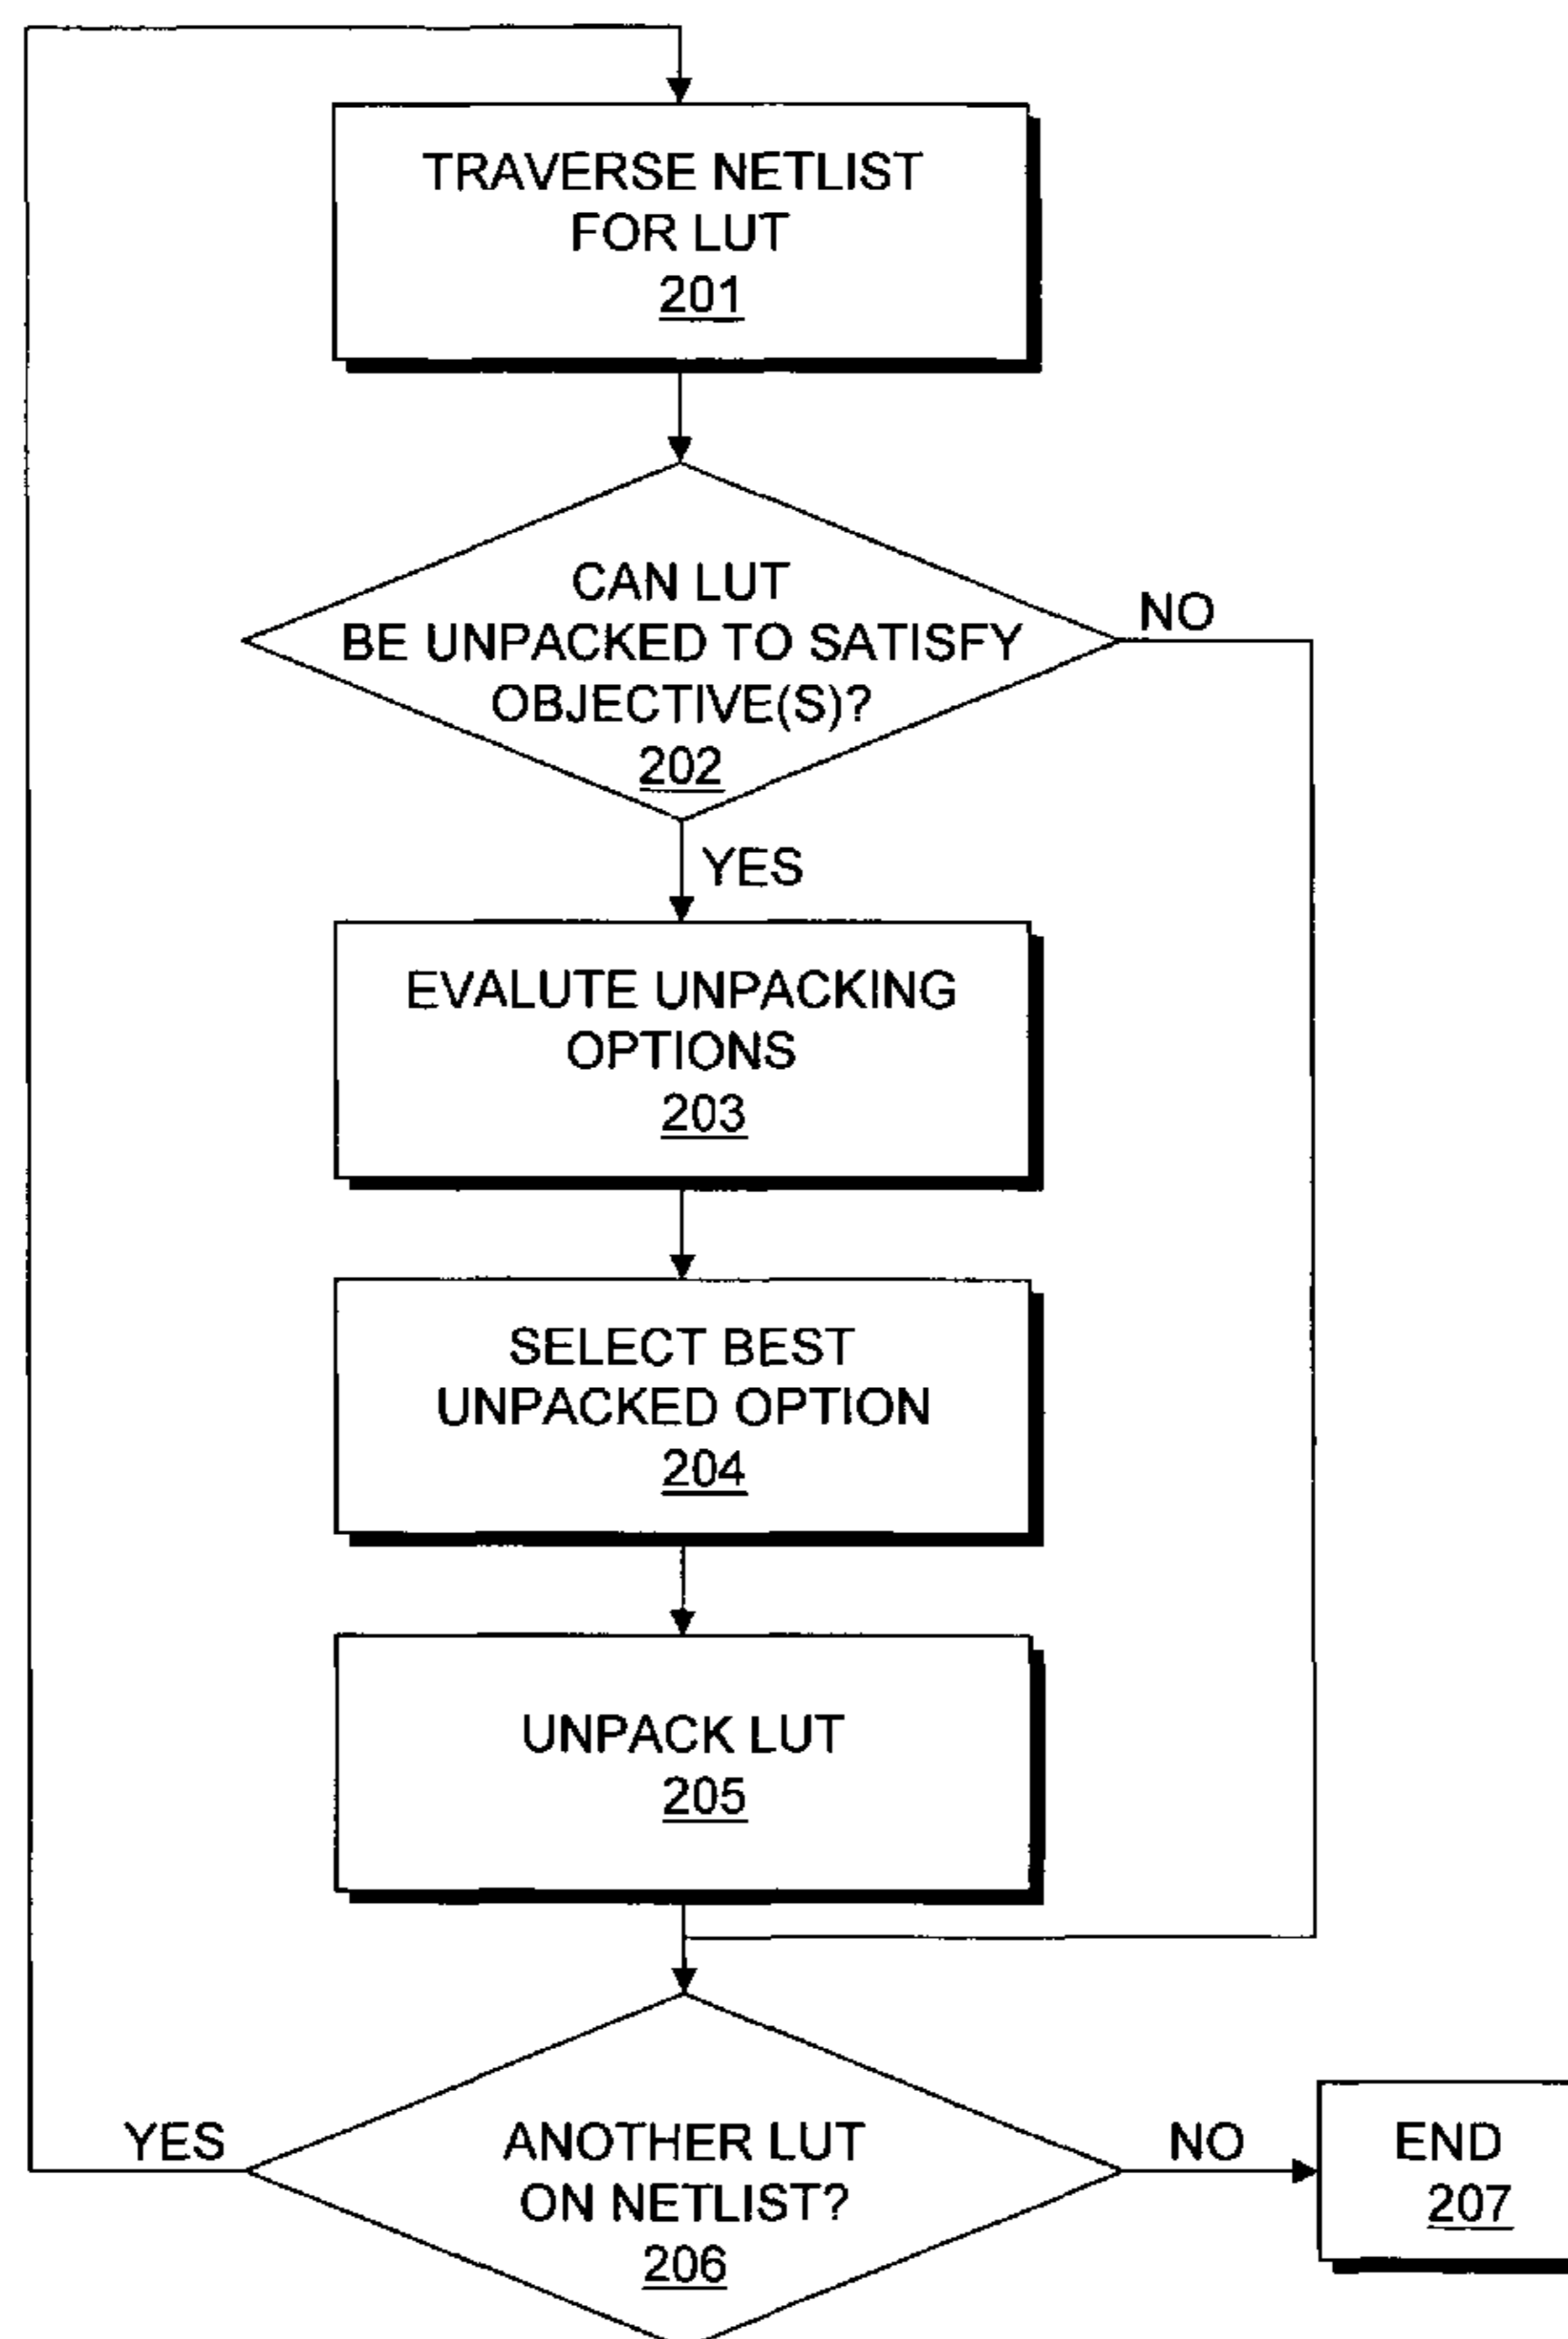 TRAVERSE NETLIST
FOR LUT
201
CAN LUT
BE UNPACKED TO SATISFY
OBJECTIVE(S)?
202
NO
YES
EVALUTE UNPACKING
OPTIONS
203
SELECT BEST
UNPACKED OPTION
204
UNPACK LUT
205
YES
ANOTHER LUT
ON NETLIST?
206
NO
END
207